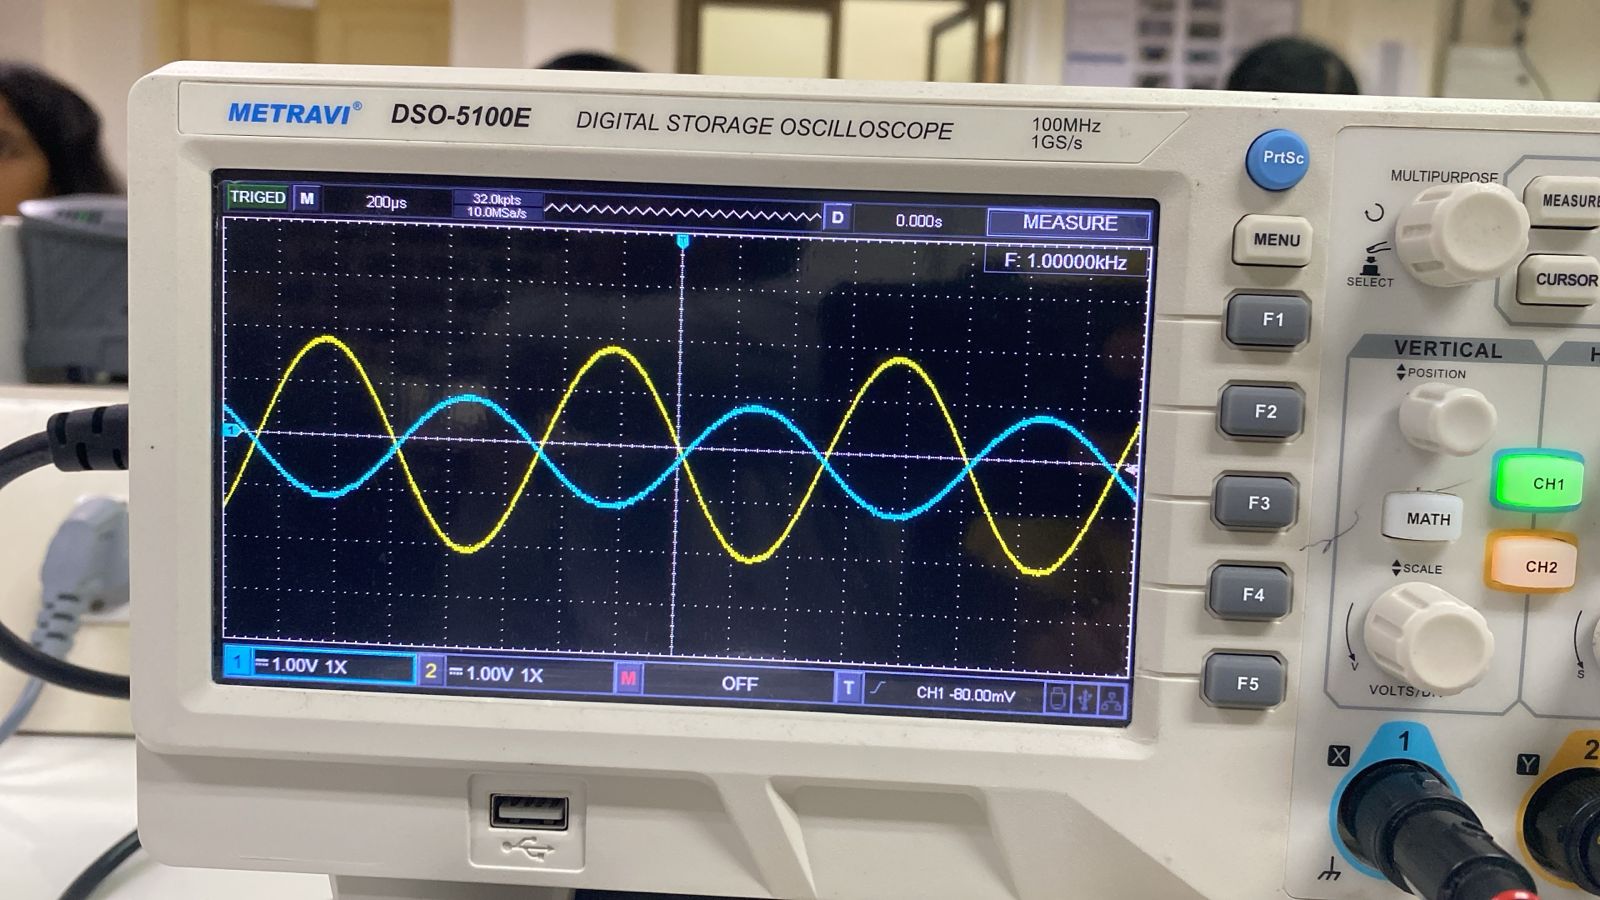 METRAVI® DSO-5100E DIGITAL STORAGE OSCILLOSCOPE 100MHz
1GS/s
PrtSc
TRIGED M 200µs 32.0kpts
10.0MSa/s
D 0.000s MEASURE
F: 1.00000kHz
T
1
1 1.00V 1X 2 1.00V 1X M OFF T CH1 -80.00mV
MENU
F1
F2
F3
F4
F5
MULTIPURPOSE
SELECT
MEASURE
CURSOR
VERTICAL
H
POSITION
CH1
MATH
CH2
SCALE
V
S
X
1
Y
2